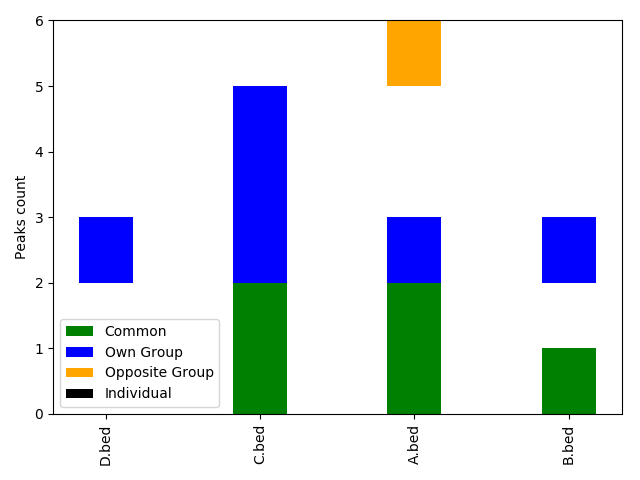 6
5
4
3
2
1
0
Peaks count
Common
Own Group
Opposite Group
Individual
D.bed
C.bed
A.bed
B.bed